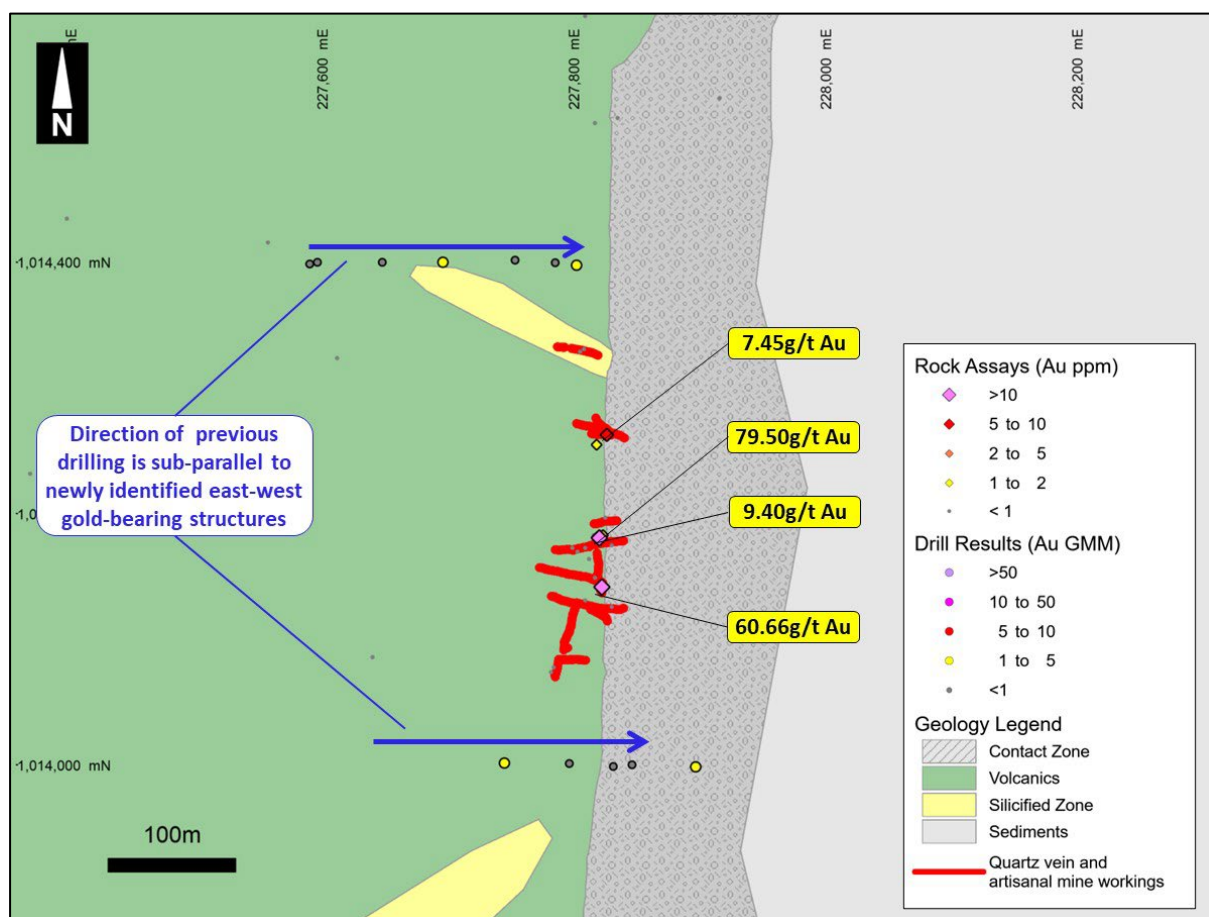 mE
227,600 mE
227,800 mE
228,000 mE
228,200 mE
N
1,014,400 mN
7.45g/t Au
79.50g/t Au
9.40g/t Au
60.66g/t Au
Direction of previous
drilling is sub-parallel to
newly identified east-west
gold-bearing structures
1,014,000 mN
100m
Rock Assays (Au ppm)
>10
5 to 10
2 to 5
1 to 2
< 1
Drill Results (Au GMM)
>50
10 to 50
5 to 10
1 to 5
<1
Geology Legend
Contact Zone
Volcanics
Silicified Zone
Sediments
Quartz vein and
artisanal mine workings